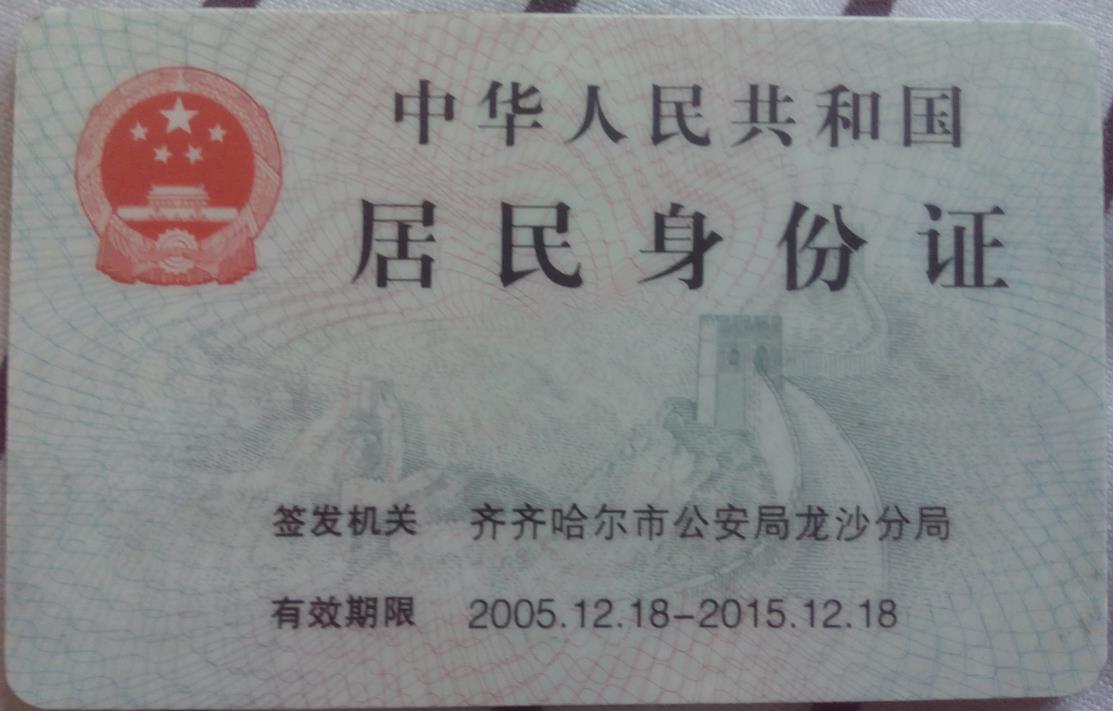 中华人民共和国
居民身份证
签发机关 齐齐哈尔市公安局龙沙分局
有效期限 2005.12.18-2015.12.18